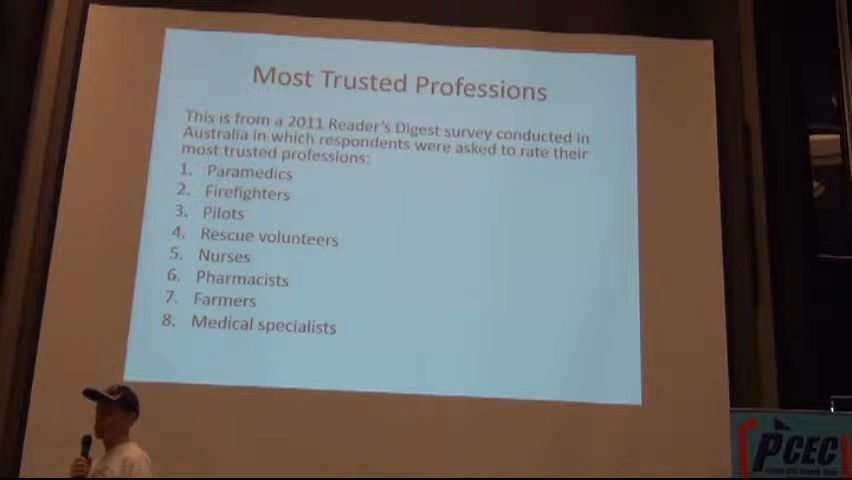 Most Trusted Professions
This is from a 2011 Reader's Digest survey conducted in
Australia in which respondents were asked to rate their
most trusted professions:
1. Paramedics
2. Firefighters
3. Pilots
4. Rescue volunteers
5. Nurses
6. Pharmacists
7. Farmers
8. Medical specialists
PCEC